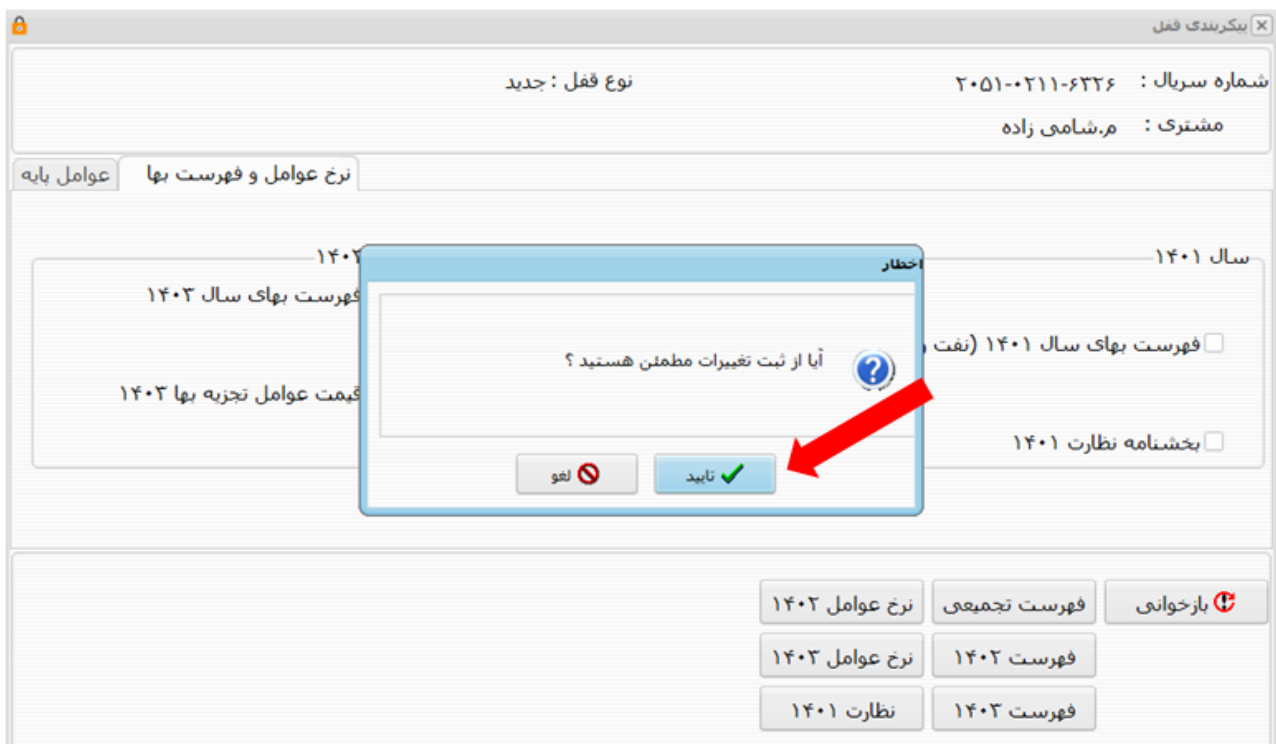 پیکربندی قفل
شماره سریال : ۲۰۵۱-۰۲۱۱-۶۳۲۶
نوع قفل : جدید
مشتری : م.شامی زاده
نرخ عوامل و فهرست بها
عوامل پایه
سال ۱۴۰۱
فهرست بهای سال ۱۴۰۱ (نفت و
بخشنامه نظارت ۱۴۰۱
فهرست بهای سال ۱۴۰۳
قیمت عوامل تجزیه بها ۱۴۰۳
اخطار
آیا از ثبت تغییرات مطمئن هستید ؟
تایید
لغو
بازخوانی
فهرست تجمیعی
نرخ عوامل ۱۴۰۲
فهرست ۱۴۰۲
نرخ عوامل ۱۴۰۳
فهرست ۱۴۰۳
نظارت ۱۴۰۱